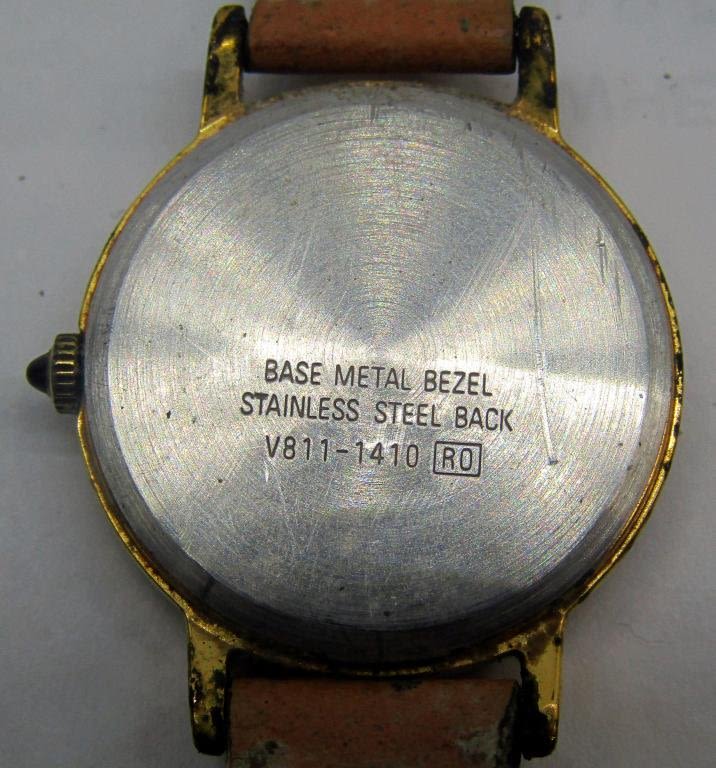 BASE METAL BEZEL
STAINLESS STEEL BACK
V811-1410 RO